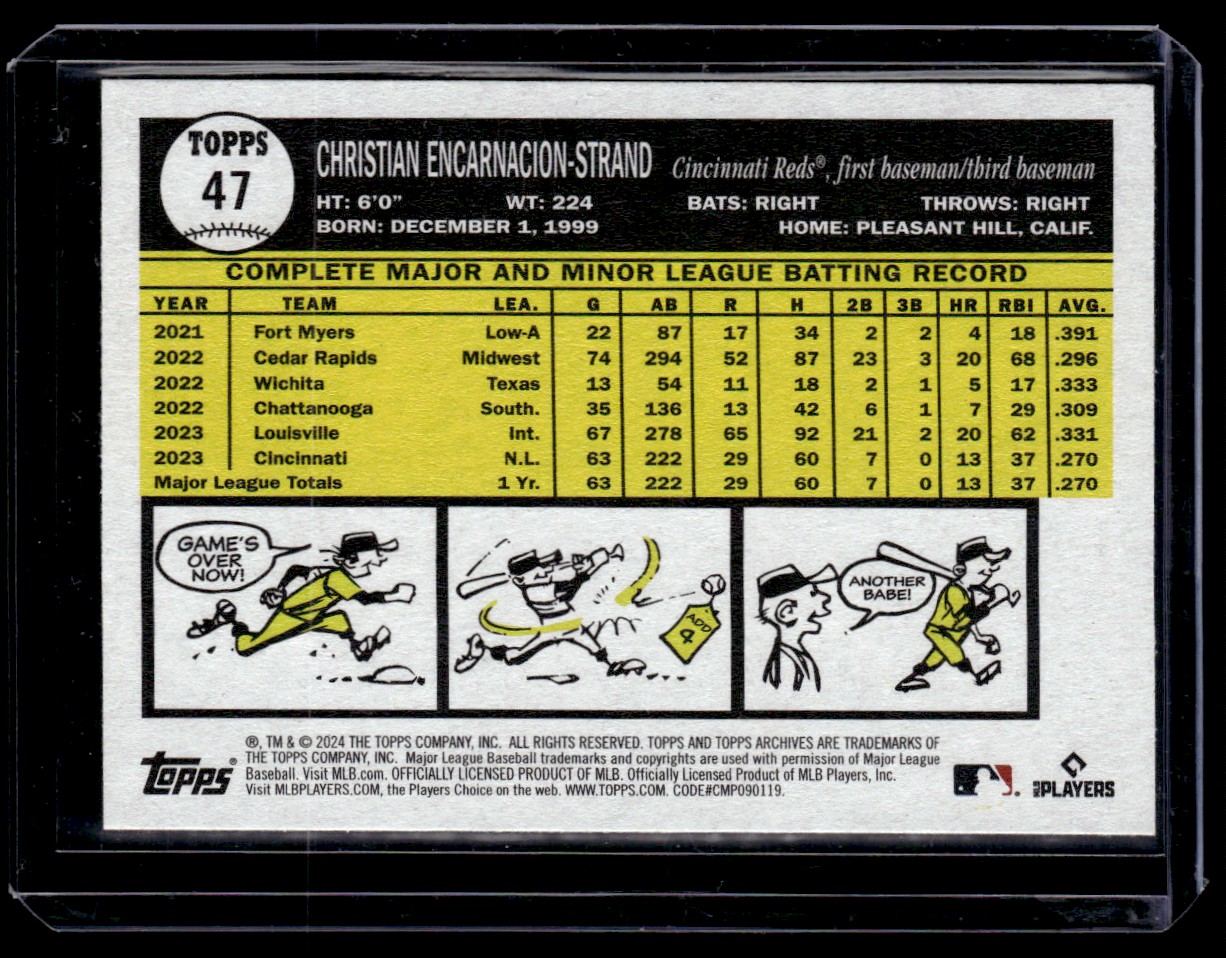 TOPPS
47
CHRISTIAN ENCARNACION-STRAND Cincinnati Reds®, first baseman/third baseman
HT: 6'0" WT: 224 BATS: RIGHT THROWS: RIGHT
BORN: DECEMBER 1, 1999 HOME: PLEASANT HILL, CALIF.
COMPLETE MAJOR AND MINOR LEAGUE BATTING RECORD
YEAR TEAM LEA. G AB R H 2B 3B HR RBI AVG.
2021 Fort Myers Low-A 22 87 17 34 2 2 4 18 .391
2022 Cedar Rapids Midwest 74 294 52 87 23 3 20 68 .296
2022 Wichita Texas 13 54 11 18 2 1 5 17 .333
2022 Chattanooga South. 35 136 13 42 6 1 7 29 .309
2023 Louisville Int. 67 278 65 92 21 2 20 62 .331
2023 Cincinnati N.L. 63 222 29 60 7 0 13 37 .270
Major League Totals 1 Yr. 63 222 29 60 7 0 13 37 .270
GAME'S
OVER
NOW!
ADD
4
ANOTHER
BABE!
®, TM & © 2024 THE TOPPS COMPANY, INC. ALL RIGHTS RESERVED. TOPPS AND TOPPS ARCHIVES ARE TRADEMARKS OF
THE TOPPS COMPANY, INC. Major League Baseball trademarks and copyrights are used with permission of Major League
Baseball. Visit MLB.com. OFFICIALLY LICENSED PRODUCT OF MLB. Officially Licensed Product of MLB Players, Inc.
Visit MLBPLAYERS.COM, the Players Choice on the web. WWW.TOPPS.COM. CODE#CMP090119.
topps®
MLB PLAYERS